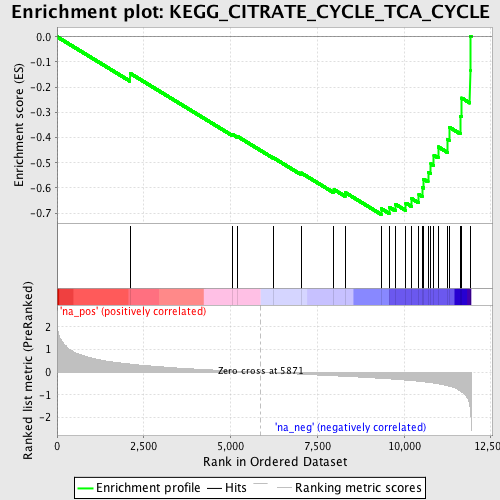 Enrichment plot: KEGG_CITRATE_CYCLE_TCA_CYCLE
Enrichment score (ES)
0.0
-0.1
-0.2
-0.3
-0.4
-0.5
-0.6
-0.7
'na_pos' (positively correlated)
Ranked list metric (PreRanked)
2
1
0
-1
-2
Zero cross at 5871
'na_neg' (negatively correlated)
0
2,500
5,000
7,500
10,000
12,500
Rank in Ordered Dataset
Enrichment profile
Hits
Ranking metric scores